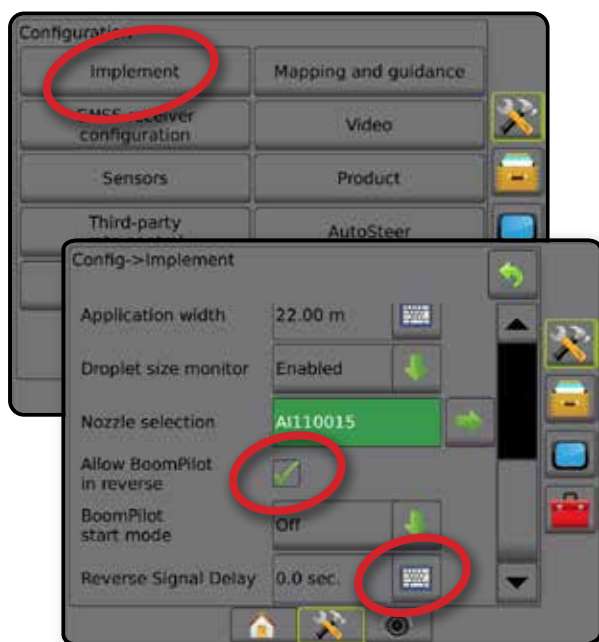 Configuration
Implement
Mapping and guidance
GMSS receiver
configuration
Video
Sensors
Product
Third-party
AutoSteer
Config->Implement
Application width
22.00 m
Droplet size monitor
Enabled
Nozzle selection
AI110015
Allow BoomPilot
in reverse
BoomPilot
start mode
Off
Reverse Signal Delay
0.0 sec.